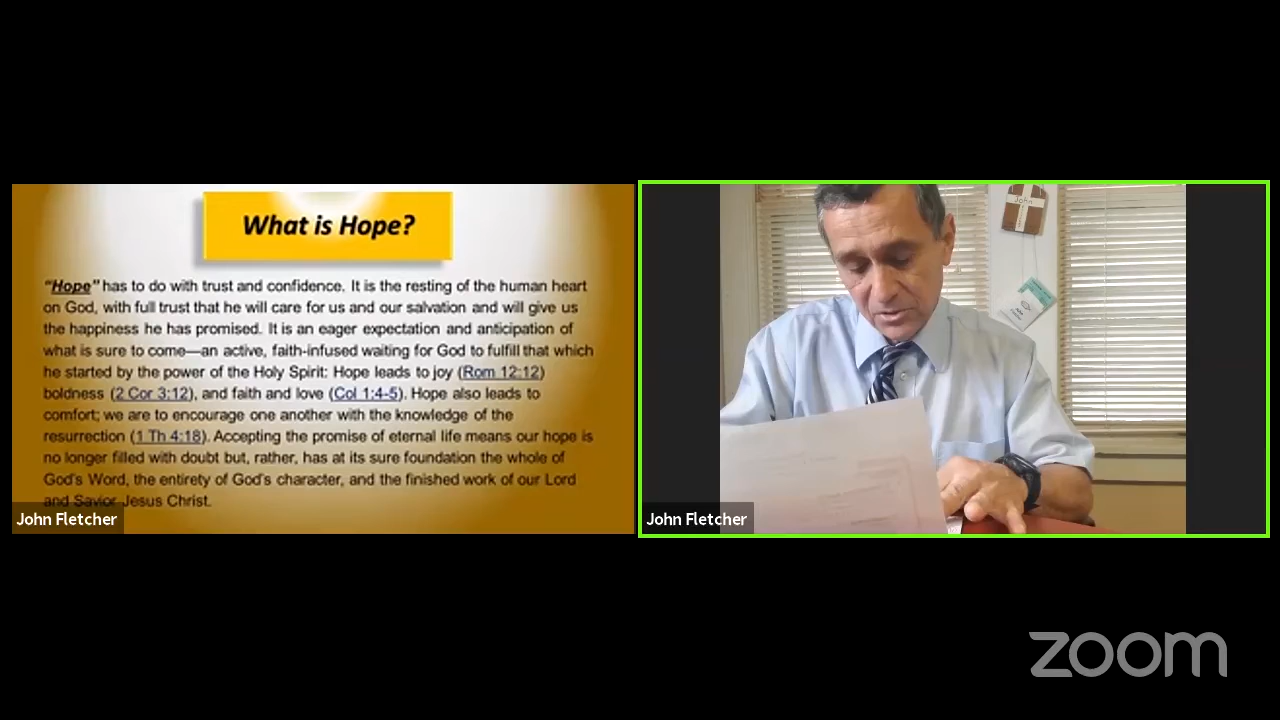 What is Hope?
"Hope" has to do with trust and confidence. It is the resting of the human heart
on God, with full trust that he will care for us and our salvation and will give us
the happiness he has promised. It is an eager expectation and anticipation of
what is sure to come—an active, faith-infused waiting for God to fulfill that which
he started by the power of the Holy Spirit: Hope leads to joy (Rom 12:12)
boldness (2 Cor 3:12), and faith and love (Col 1:4-5). Hope also leads to
comfort; we are to encourage one another with the knowledge of the
resurrection (1 Th 4:18). Accepting the promise of eternal life means our hope is
no longer filled with doubt but, rather, has at its sure foundation the whole of
God's Word, the entirety of God's character, and the finished work of our Lord
and Savior Jesus Christ.
John Fletcher
John
John Fletcher
zoom